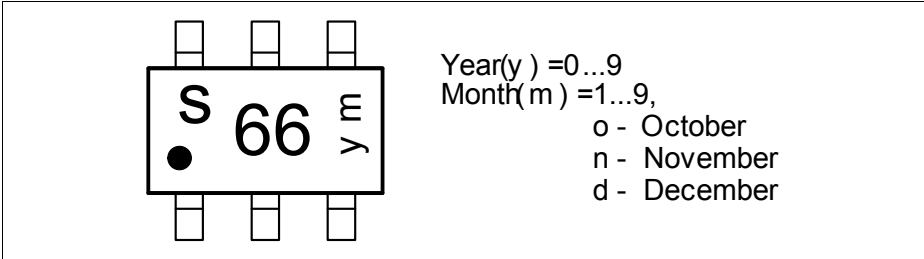 s 66 y m
Year(y ) =0...9
Month( m ) =1...9,
o - October
n - November
d - December